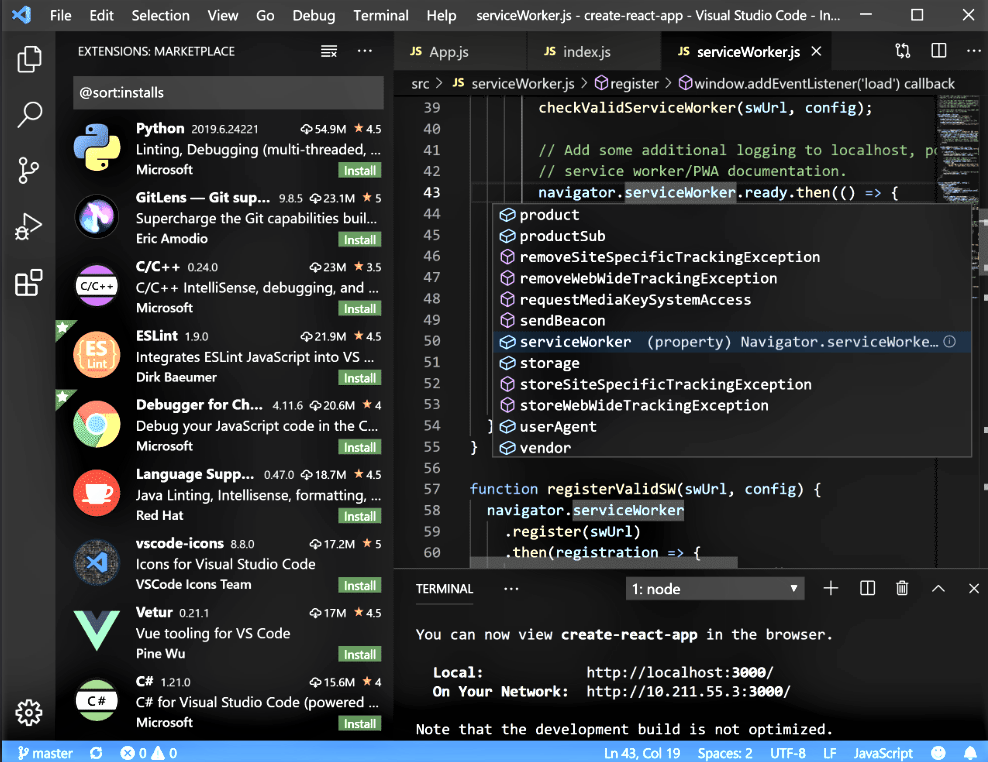 File Edit Selection View Go Debug Terminal Help serviceWorker.js - create-react-app - Visual Studio Code - In...
EXTENSIONS: MARKETPLACE
@sort:installs
Python 2019.6.24221 54.9M ★ 4.5
Linting, Debugging (multi-threaded, ...
Microsoft Install
GitLens — Git sup... 9.8.5 23.1M ★ 5
Supercharge the Git capabilities buil...
Eric Amodio Install
C/C++
C/C++ 0.24.0 23M ★ 3.5
C/C++ IntelliSense, debugging, and ...
Microsoft Install
ES
Lint
ESLint 1.9.0 21.9M ★ 4.5
Integrates ESLint JavaScript into VS ...
Dirk Baeumer Install
Debugger for Ch... 4.11.6 20.6M ★ 4
Debug your JavaScript code in the C...
Microsoft Install
Language Supp... 0.47.0 18.7M ★ 4.5
Java Linting, Intellisense, formatting, ...
Red Hat Install
vscode-icons 8.8.0 17.2M ★ 5
Icons for Visual Studio Code
VSCode Icons Team Install
Vetur 0.21.1 17M ★ 4.5
Vue tooling for VS Code
Pine Wu Install
C#
C# 1.21.0 15.6M ★ 4
C# for Visual Studio Code (powered ...
Microsoft Install
JS App.js JS index.js JS serviceWorker.js
src > JS serviceWorker.js > register > window.addEventListener('load') callback
39 checkValidServiceWorker(swUrl, config);
40
41 // Add some additional logging to localhost, po
42 // service worker/PWA documentation.
43 navigator.serviceWorker.ready.then(() => {
44 product
45 productSub
46 removeSiteSpecificTrackingException
47 removeWebWideTrackingException
48 requestMediaKeySystemAccess
49 sendBeacon
50 serviceWorker (property) Navigator.serviceWorke...
51 storage
52 storeSiteSpecificTrackingException
53 storeWebWideTrackingException
54 } userAgent
55 } vendor
56
57 function registerValidSW(swUrl, config) {
58 navigator.serviceWorker
59 .register(swUrl)
60 .then(registration => {
TERMINAL ... 1: node
You can now view create-react-app in the browser.
Local: http://localhost:3000/
On Your Network: http://10.211.55.3:3000/
Note that the development build is not optimized.
master 0 0 Ln 43, Col 19 Spaces: 2 UTF-8 LF JavaScript